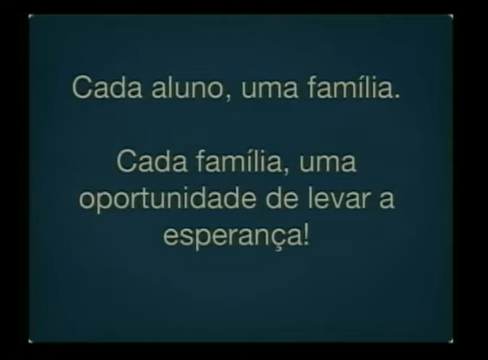 Cada aluno, uma família.
Cada família, uma
oportunidade de levar a
esperança!